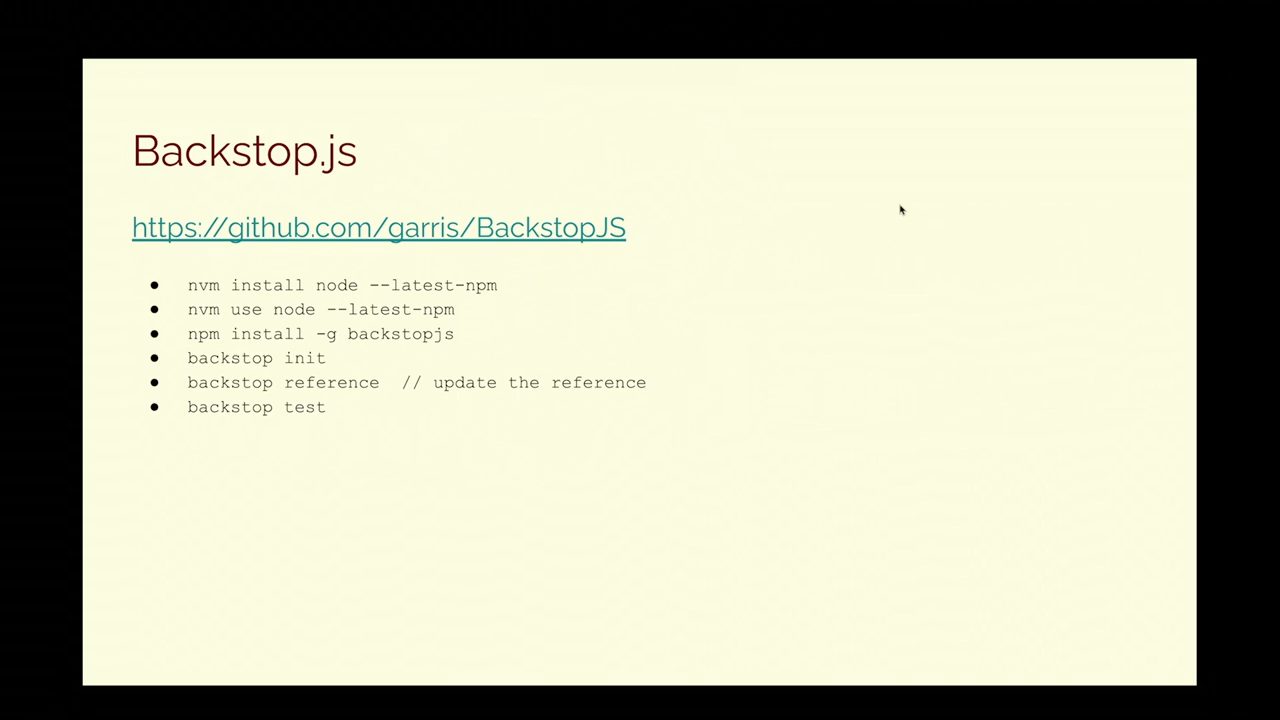 Backstop.js
https://github.com/garris/BackstopJS
● nvm install node --latest-npm
● nvm use node --latest-npm
● npm install -g backstopjs
● backstop init
● backstop reference  // update the reference
● backstop test